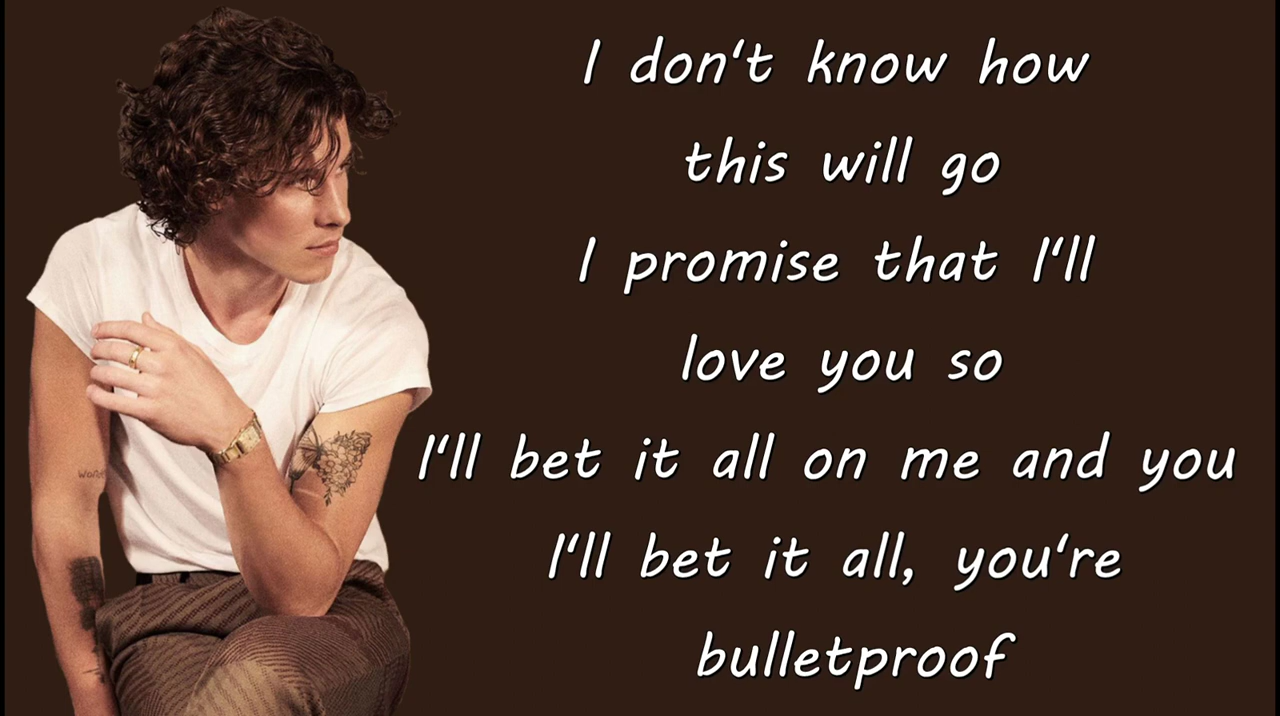 I don't know how
this will go
I promise that I'll
love you so
I'll bet it all on me and you
I'll bet it all, you're
bulletproof